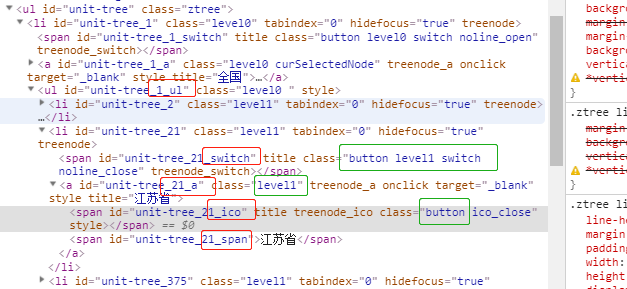 <ul id="unit-tree" class="ztree">
<li id="unit-tree_1" class="level0" tabindex="0" hidefocus="true" treenode>
<span id="unit-tree_1_switch" title class="button level0 switch noline_open"
treenode_switch></span>
<a id="unit-tree_1_a" class="level0 curSelectedNode" treenode_a onclick
target="_blank" style title="全国">…</a>
<ul id="unit-tree_1_ul" class="level0 " style>
<li id="unit-tree_2" class="level1" tabindex="0" hidefocus="true" treenode>
…</li>
<li id="unit-tree_21" class="level1" tabindex="0" hidefocus="true"
treenode>
<span id="unit-tree_21_switch" title class="button level1 switch
noline_close" treenode_switch></span>
<a id="unit-tree_21_a" class="level1" treenode_a onclick target="_blank"
style title="江苏省">
<span id="unit-tree_21_ico" title treenode_ico class="button ico_close"
style></span> == $0
<span id="unit-tree_21_span">江苏省</span>
</a>
</li>
<li id="unit-tree_375" class="level1" tabindex="0" hidefocus="true"
backgro
margin
border
margin
backgro
vertica
*vertic
}
.ztree li
margin
border
vertica
*vertic
}
.ztree li
line-he
margin
padding
width:
height